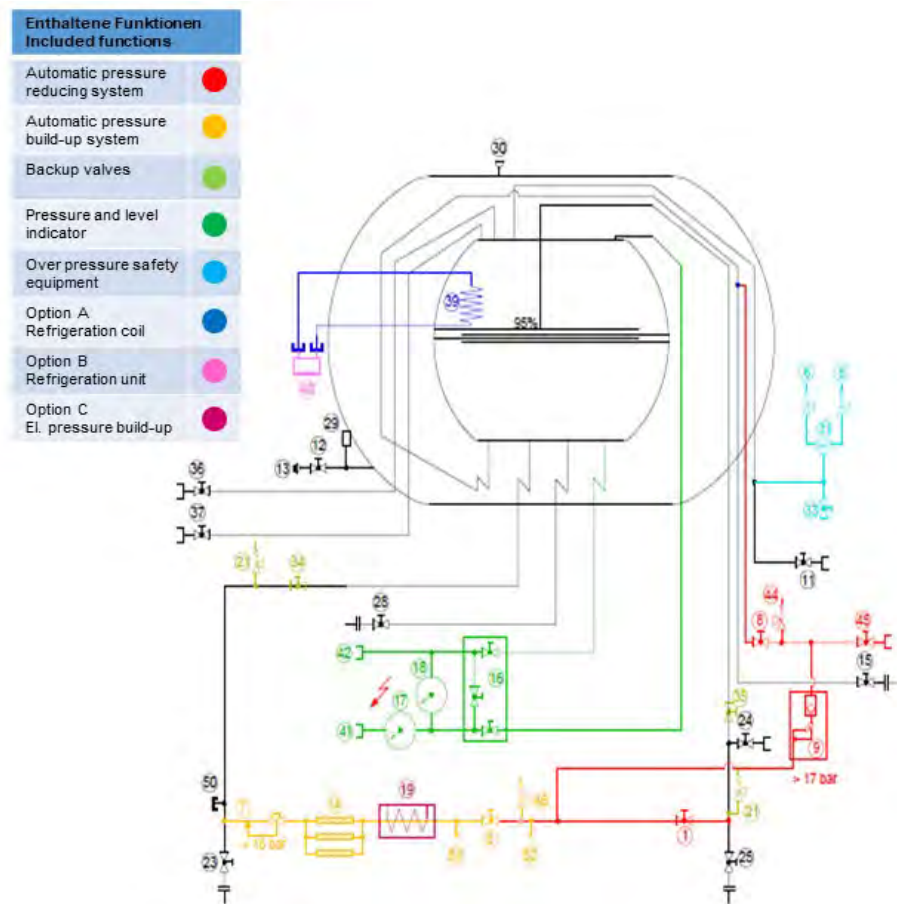 Enthaltene Funktionen
Included functions
Automatic pressure
reducing system
Automatic pressure
build-up system
Backup valves
Pressure and level
indicator
Over pressure safety
equipment
Option A
Refrigeration coil
Option B
Refrigeration unit
Option C
El. pressure build-up
30
39
95%
29
12
13
36
37
11
34
28
44
8
45
15
42
18
16
17
41
24
9
> 17 bar
50
19
14
1
21
23
25